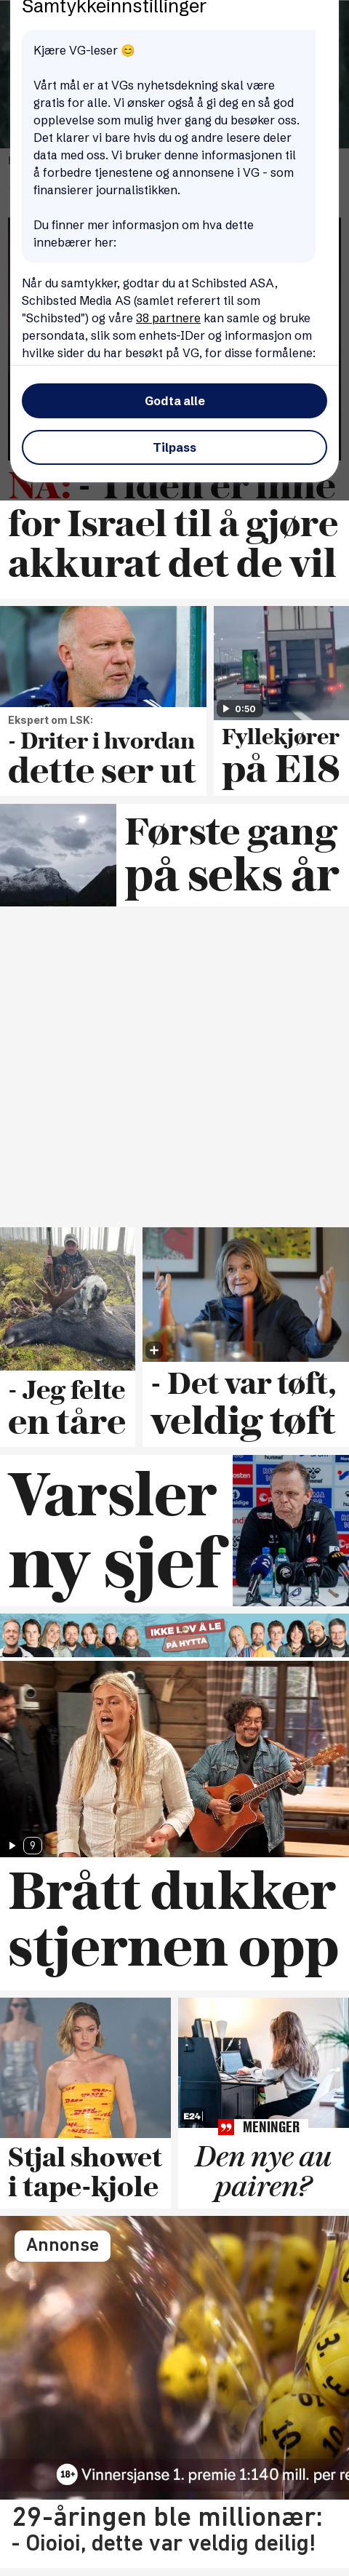 Samtykkeinnstillinger
Kjære VG-leser 😊
Vårt mål er at VGs nyhetsdekning skal være
gratis for alle. Vi ønsker også å gi deg en så god
opplevelse som mulig hver gang du besøker oss.
Det klarer vi bare hvis du og andre lesere deler
data med oss. Vi bruker denne informasjonen til
å forbedre tjenestene og annonsene i VG - som
finansierer journalistikken.
Du finner mer informasjon om hva dette
innebærer her:
Når du samtykker, godtar du at Schibsted ASA,
Schibsted Media AS (samlet referert til som
"Schibsted") og våre 38 partnere kan samle og bruke
persondata, slik som enhets-IDer og informasjon om
hvilke sider du har besøkt på VG, for disse formålene:
Godta alle
Tilpass
NÅ: - Tiden er inne
for Israel til å gjøre
akkurat det de vil
0:50
Ekspert om LSK:
- Driter i hvordan
dette ser ut
Fyllekjører
på E18
Første gang
på seks år
- Jeg felte
en tåre
- Det var tøft,
veldig tøft
Varsler
ny sjef
IKKE LOV Å LE
PÅ HYTTA
9
Brått dukker
stjernen opp
Stjal showet
i tape-kjole
E24
MENINGER
Den nye au
pairen?
Annonse
18+ Vinnersjanse 1. premie 1:140 mill. per re
29-åringen ble millionær:
- Oioioi, dette var veldig deilig!